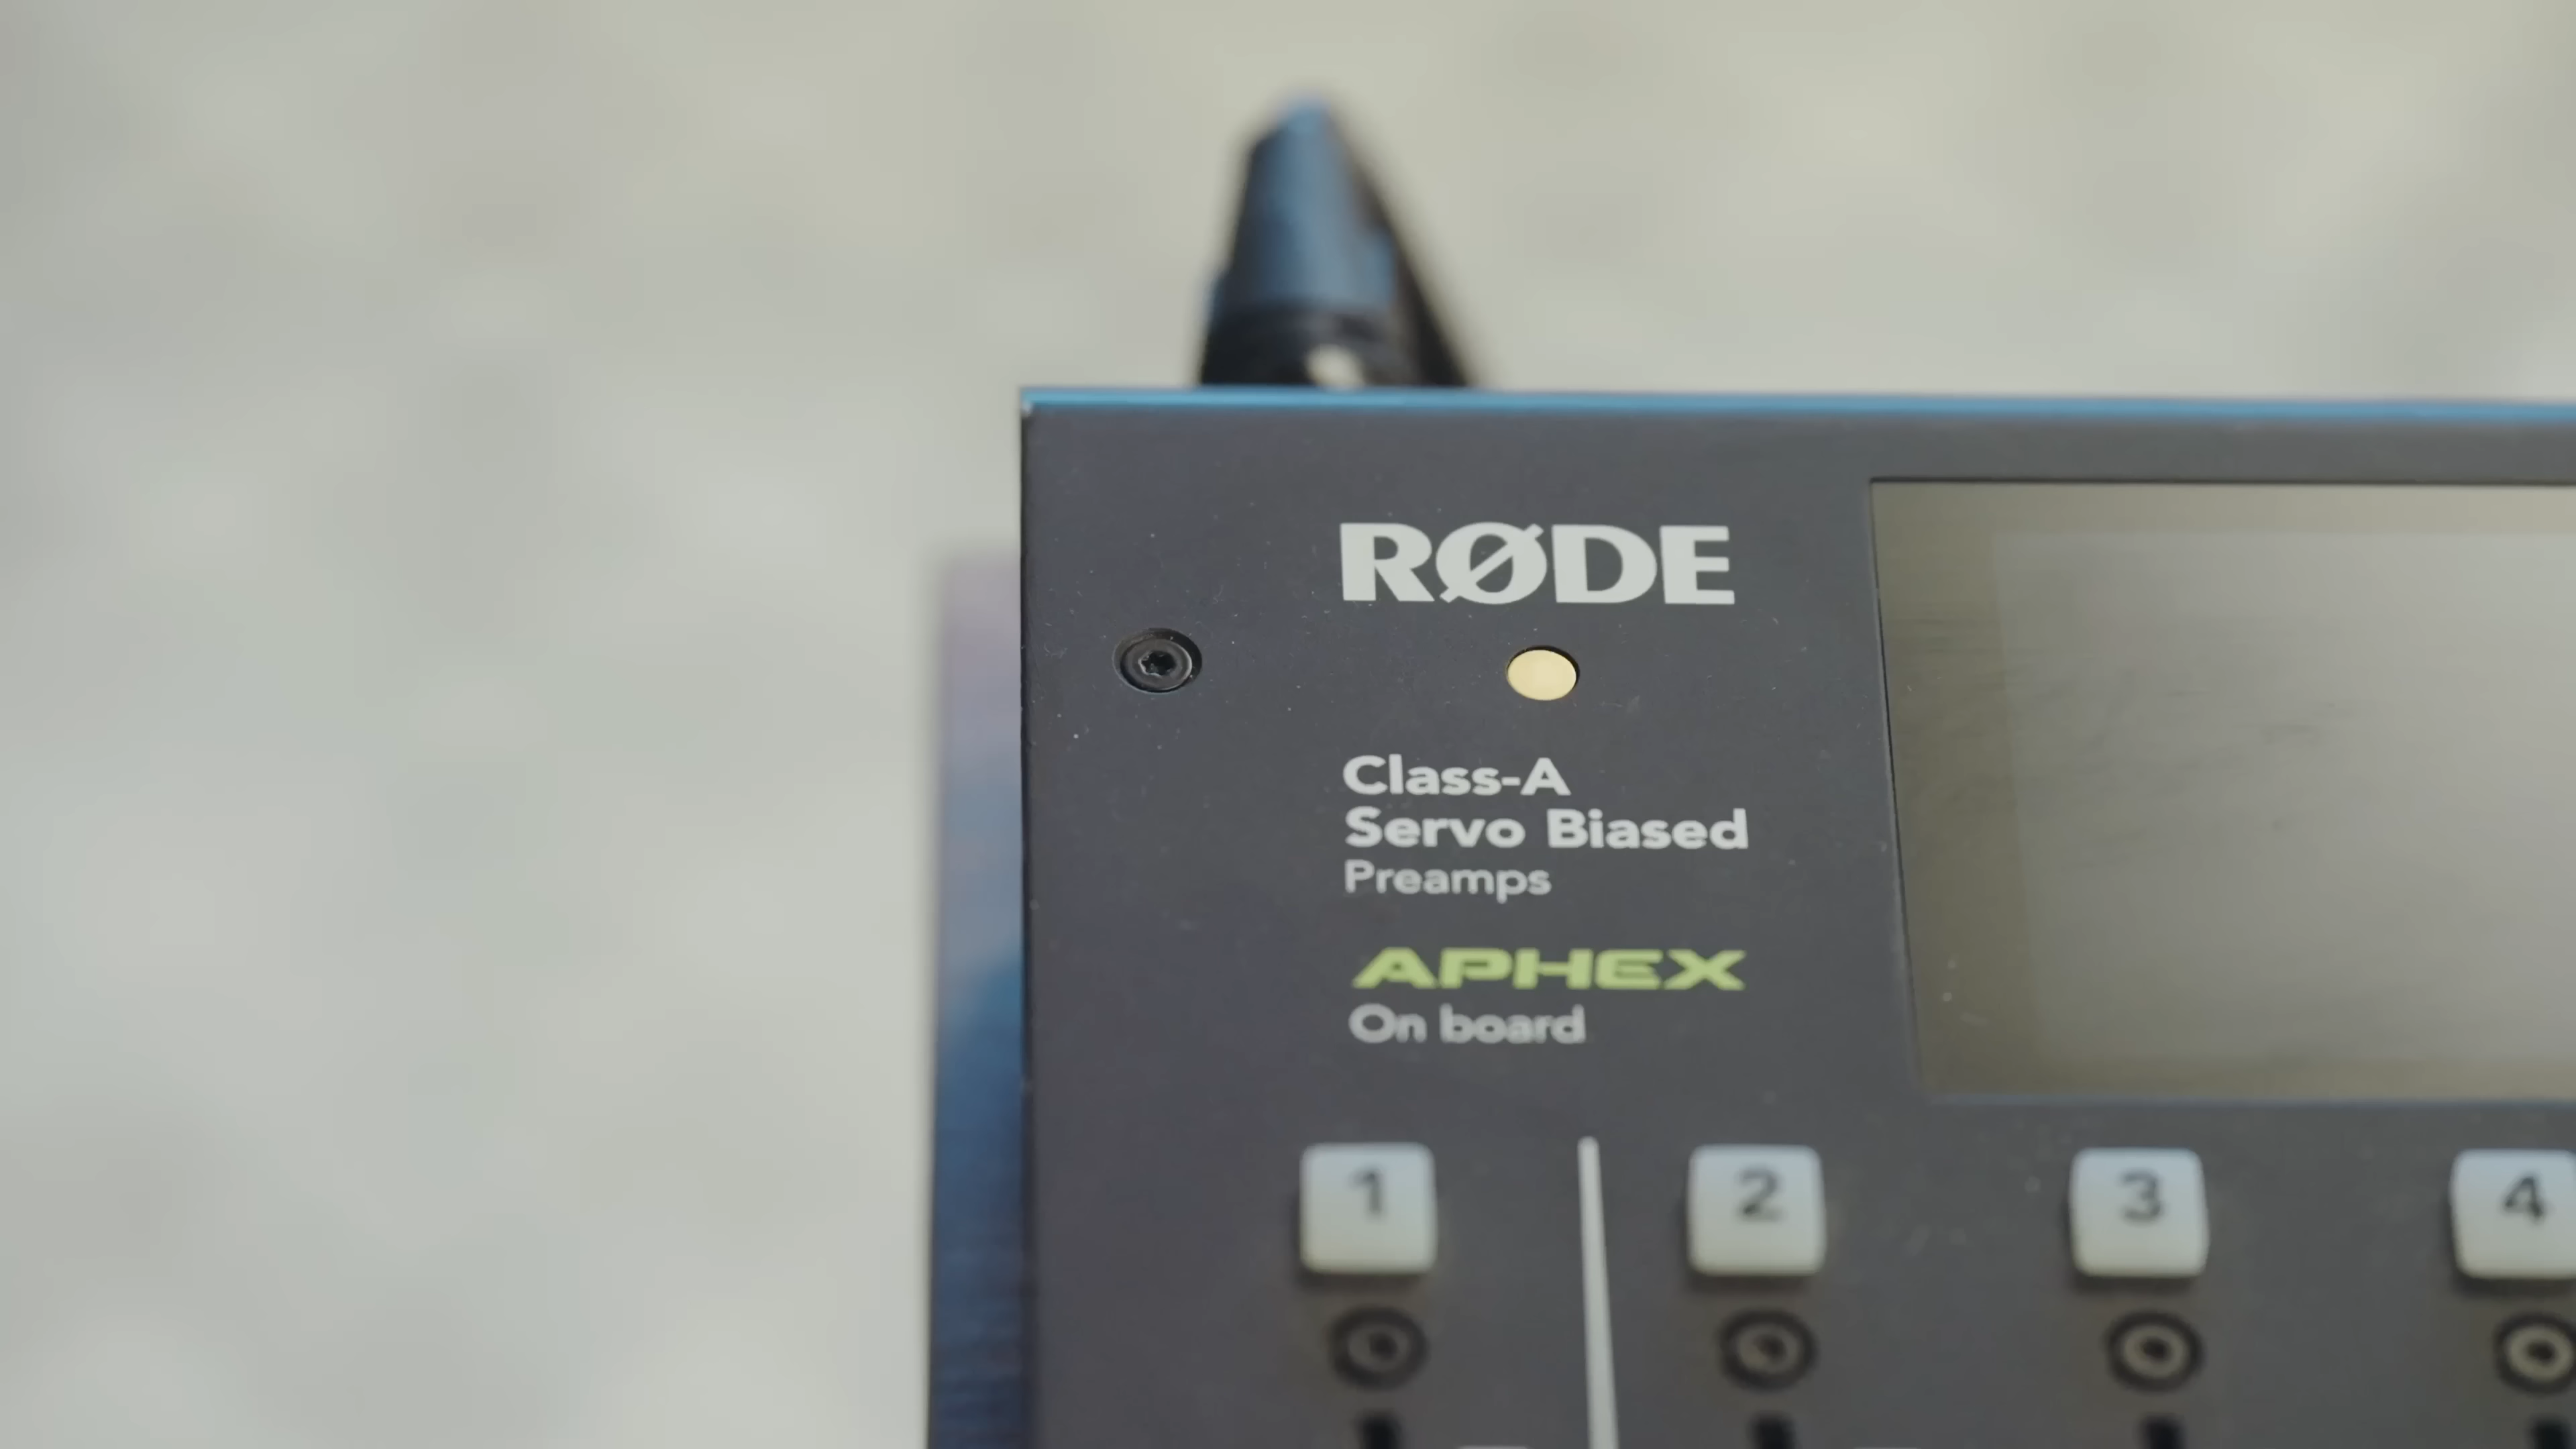 RØDE
Class-A
Servo Biased
Preamps
APHEX
On board
1
2
3
4